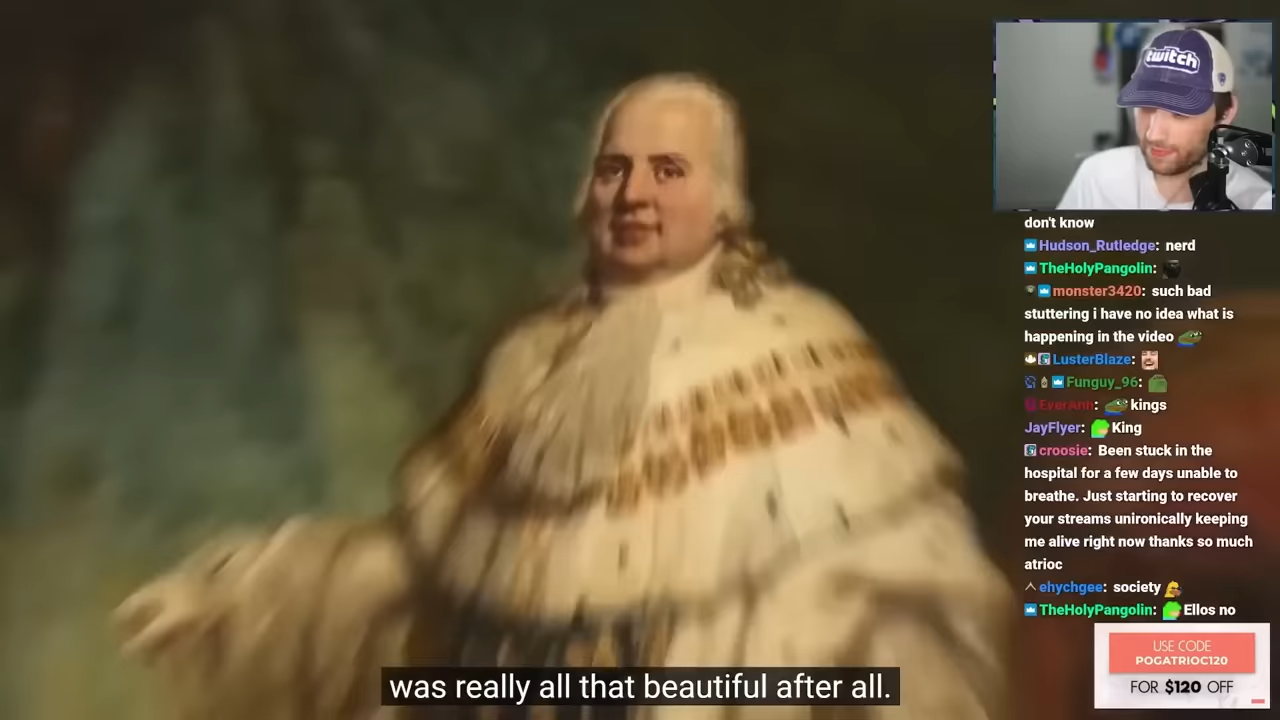 twitch
don't know
Hudson_Rutledge: nerd
TheHolyPangolin:
monster3420: such bad
stuttering i have no idea what is
happening in the video
LusterBlaze:
Funguy_96:
EverAnn: kings
JayFlyer: King
croosie: Been stuck in the
hospital for a few days unable to
breathe. Just starting to recover
your streams unironically keeping
me alive right now thanks so much
atrioc
ehychgee: society
TheHolyPangolin: Ellos no
USE CODE
POGATRIOC120
FOR $120 OFF
was really all that beautiful after all.